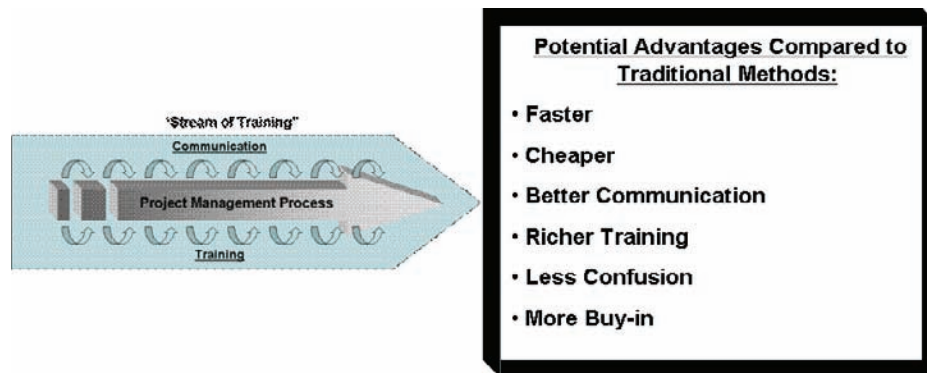 "Stream of Training"
Communication
Project Management Process
Training
Potential Advantages Compared to
Traditional Methods:
• Faster
• Cheaper
• Better Communication
• Richer Training
• Less Confusion
• More Buy-in